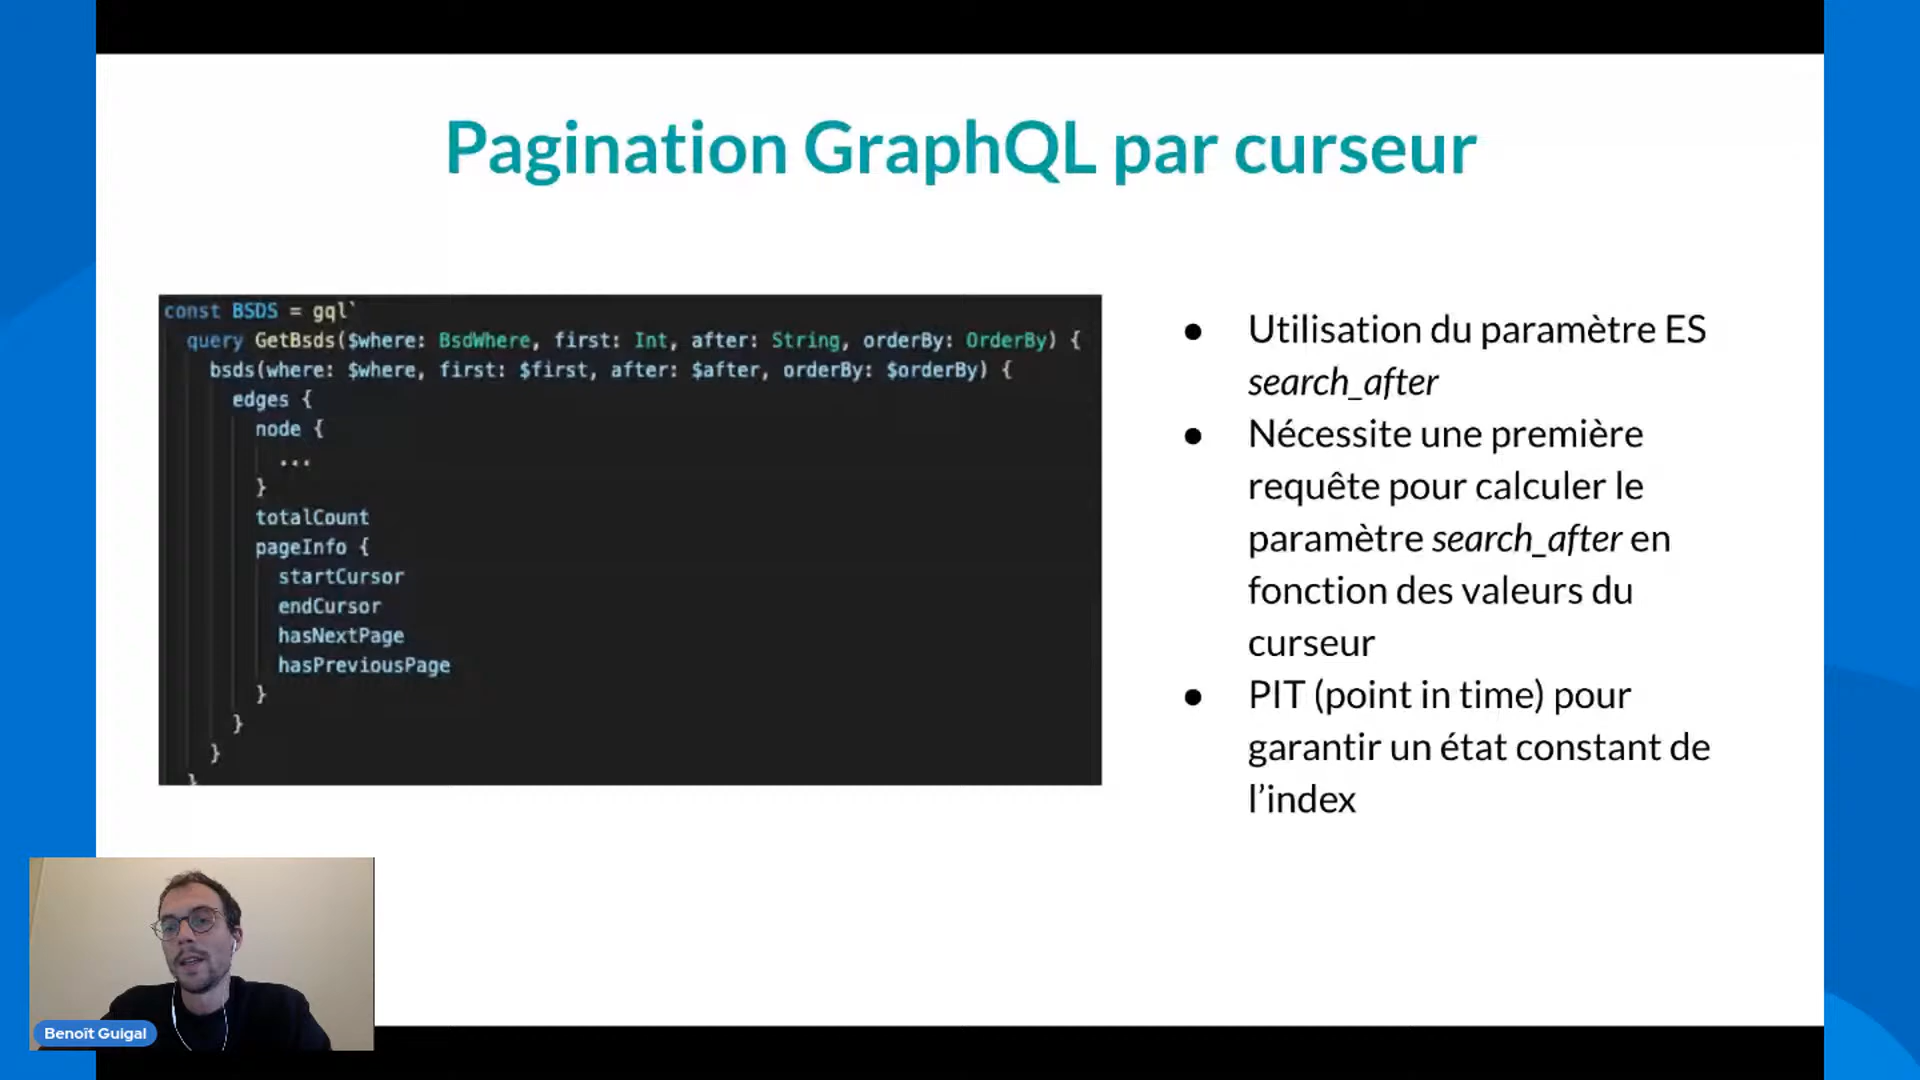 Pagination GraphQL par curseur
const BSDS = gql`
query GetBsds($where: BsdWhere, first: Int, after: String, orderBy: OrderBy) {
bsds(where: $where, first: $first, after: $after, orderBy: $orderBy) {
edges {
node {
...
}
totalCount
pageInfo {
startCursor
endCursor
hasNextPage
hasPreviousPage
}
}
}
}
● Utilisation du paramètre ES
search_after
● Nécessite une première
requête pour calculer le
paramètre search_after en
fonction des valeurs du
curseur
● PIT (point in time) pour
garantir un état constant de
l’index
Benoît Guigal